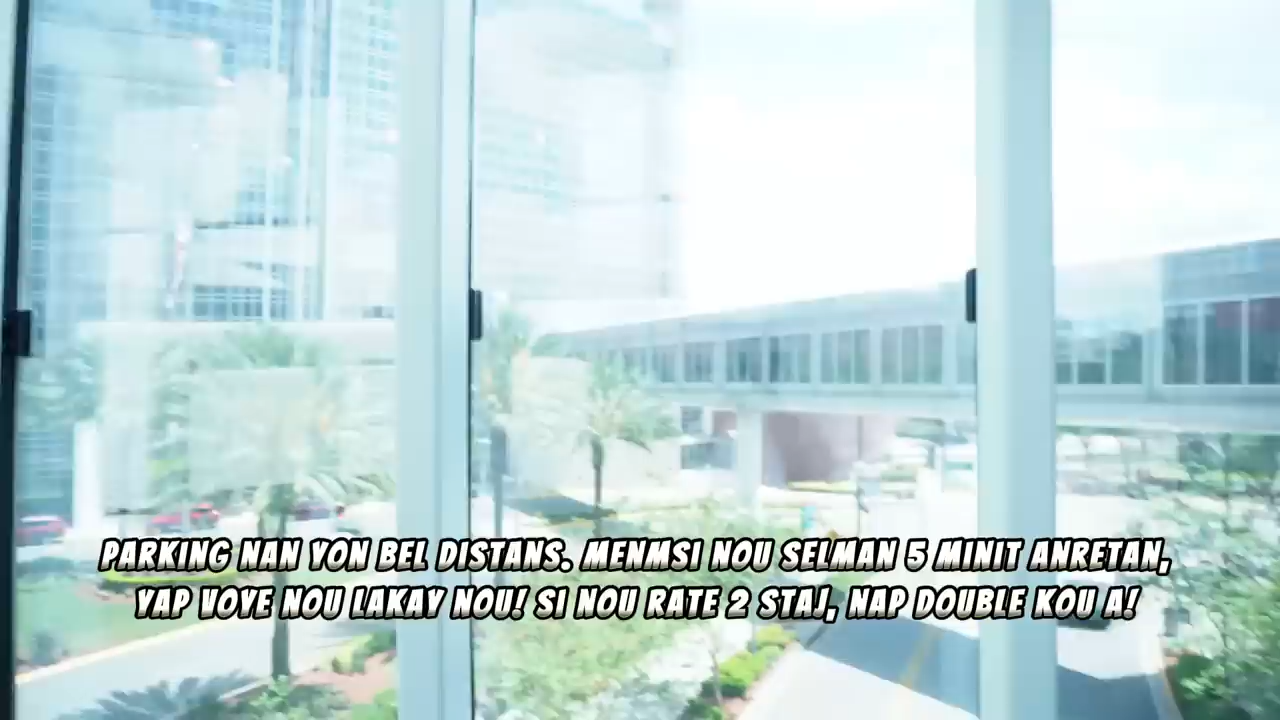 PARKING NAN YON BEL DISTANS. MENMSI NOU SELMAN 5 MINIT ANRETAN,
YAP VOYE NOU LAKAY NOU! SI NOU RATE 2 STAJ, NAP DOUBLE KOU A!